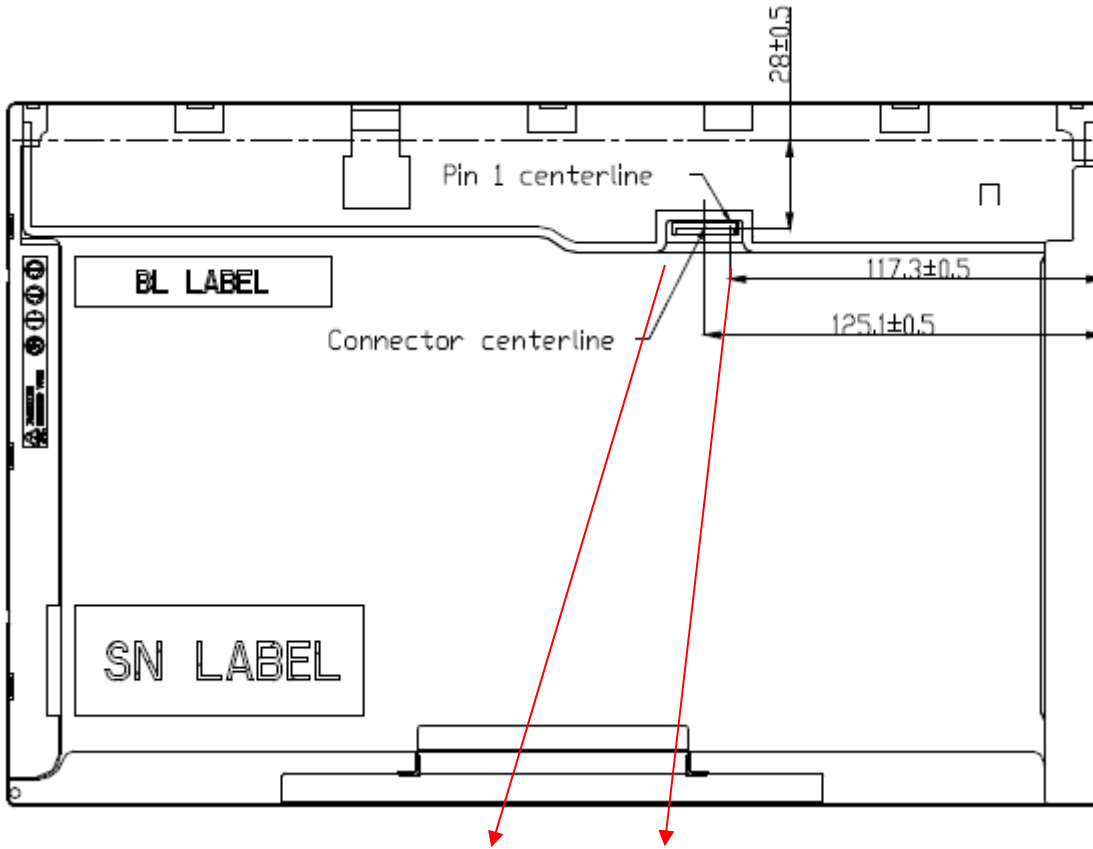 28±0.5
Pin 1 centerline
BL LABEL
117.3±0.5
125.1±0.5
Connector centerline
SN LABEL